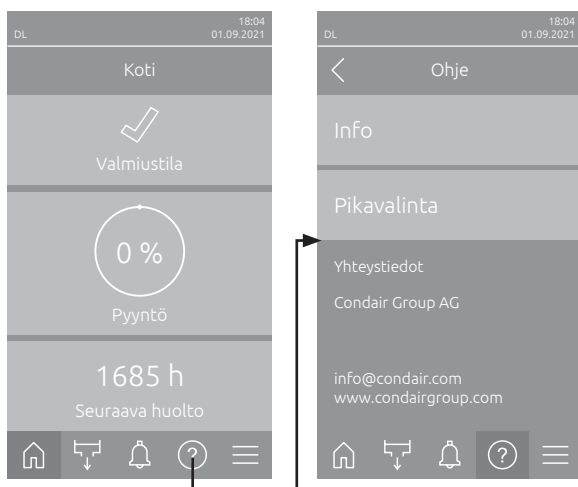 18:04
DL 01.09.2021
Koti
Valmiustila
0 %
Pyyntö
1685 h
Seuraava huolto
?
18:04
DL 01.09.2021
Ohje
Info
Pikavalinta
Yhteystiedot
Condair Group AG
info@condair.com
www.condairgroup.com
?